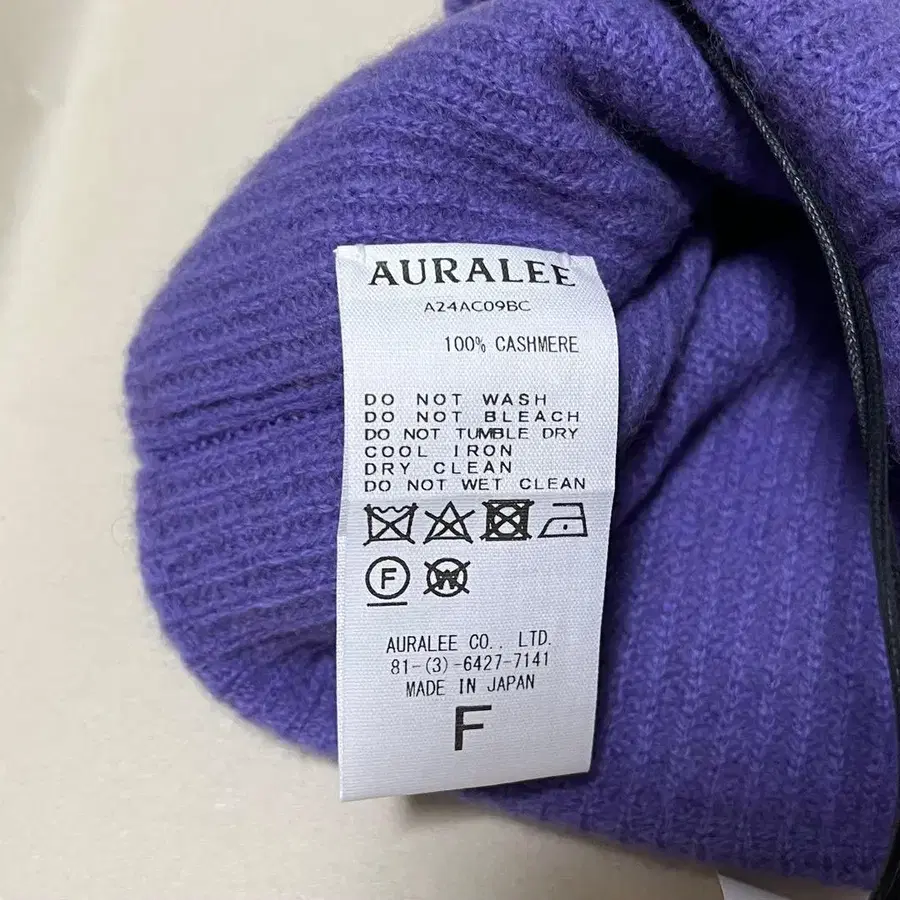 AURALEE
A24AC09BC
100% CASHMERE
DO NOT WASH
DO NOT BLEACH
DO NOT TUMBLE DRY
COOL IRON
DRY CLEAN
DO NOT WET CLEAN
F W
AURALEE CO., LTD.
81-(3)-6427-7141
MADE IN JAPAN
F